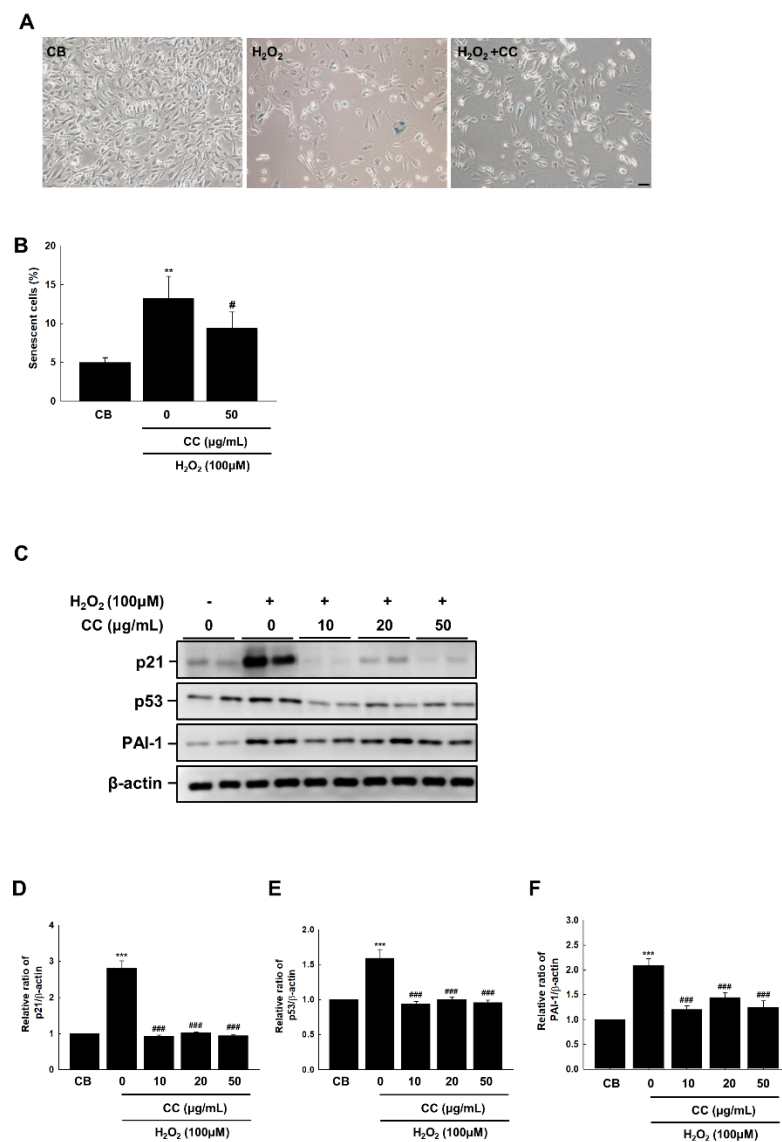 A
CB
H₂O₂
H₂O₂ +CC
B
Senescent cells (%)
20
15
10
5
0
**
#
CB
0
50
CC (µg/mL)
H₂O₂ (100µM)
C
H₂O₂ (100µM)
-
+
+
+
+
CC (µg/mL)
0
0
10
20
50
p21
p53
PAI-1
β-actin
D
Relative ratio of
p21/β-actin
4
3
2
1
0
***
###
###
###
CB
0
10
20
50
CC (µg/mL)
H₂O₂ (100µM)
E
Relative ratio of
p53/β-actin
2.0
1.5
1.0
0.5
0.0
***
###
###
###
CB
0
10
20
50
CC (µg/mL)
H₂O₂ (100µM)
F
Relative ratio of
PAI-1/β-actin
3.0
2.5
2.0
1.5
1.0
0.5
0.0
***
###
###
###
CB
0
10
20
50
CC (µg/mL)
H₂O₂ (100µM)